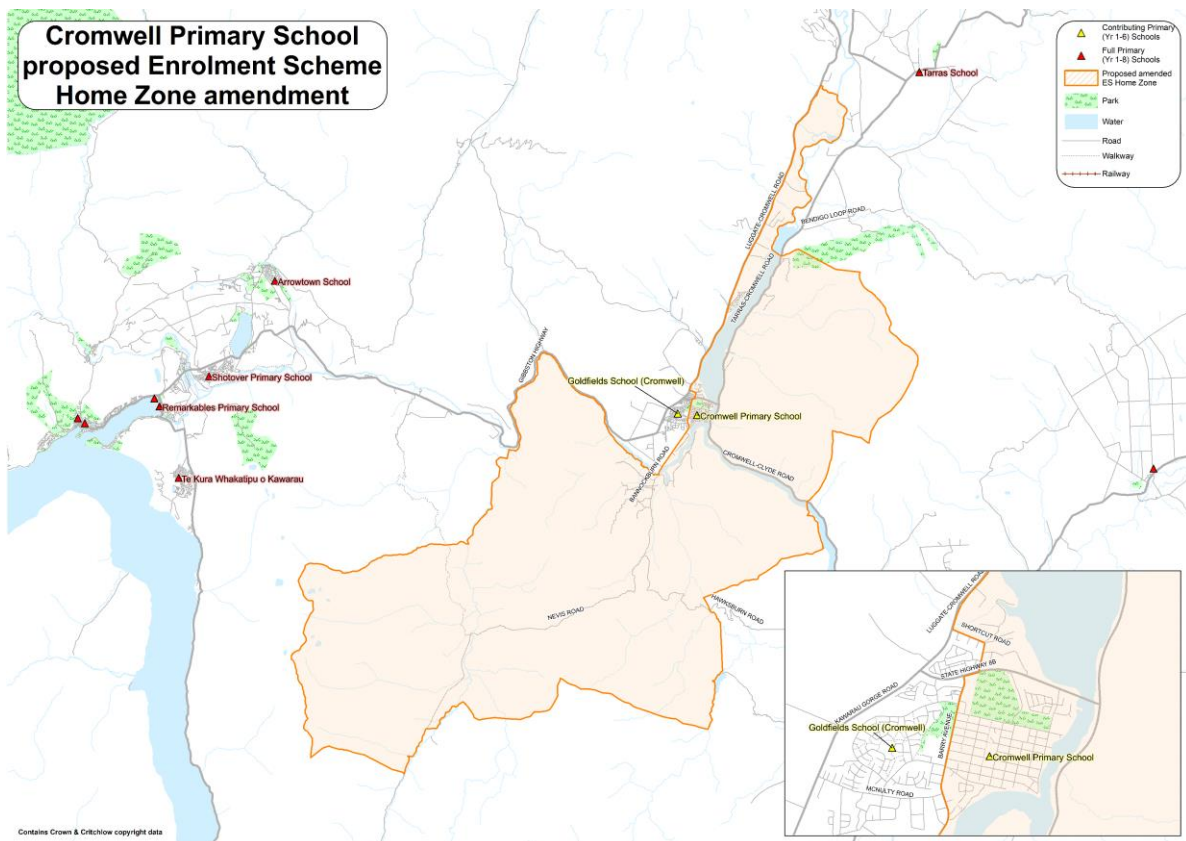 Cromwell Primary School
proposed Enrolment Scheme
Home Zone amendment
Contributing Primary
(Yr 1-6) Schools
Full Primary
(Yr 1-8) Schools
Proposed amended
ES Home Zone
Park
Water
Road
Walkway
Railway
Tarras School
LUGGATE-CROMWELL ROAD
BENDIGO LOOP ROAD
TARRAS-CROMWELL ROAD
Arrowtown School
GIBBSTON HIGHWAY
Shotover Primary School
Goldfields School (Cromwell)
Remarkables Primary School
Cromwell Primary School
BANNOCKBURN ROAD
CROMWELL-CLYDE ROAD
Te Kura Whakatipu o Kawarau
NEVIS ROAD
HAWKSBURN ROAD
LUGGATE-CROMWELL ROAD
SHORTCUT ROAD
STATE HIGHWAY 8B
KAWARAU GORGE ROAD
Goldfields School (Cromwell)
BARRY AVENUE
Cromwell Primary School
MCNULTY ROAD
Contains Crown & Critchlow copyright data